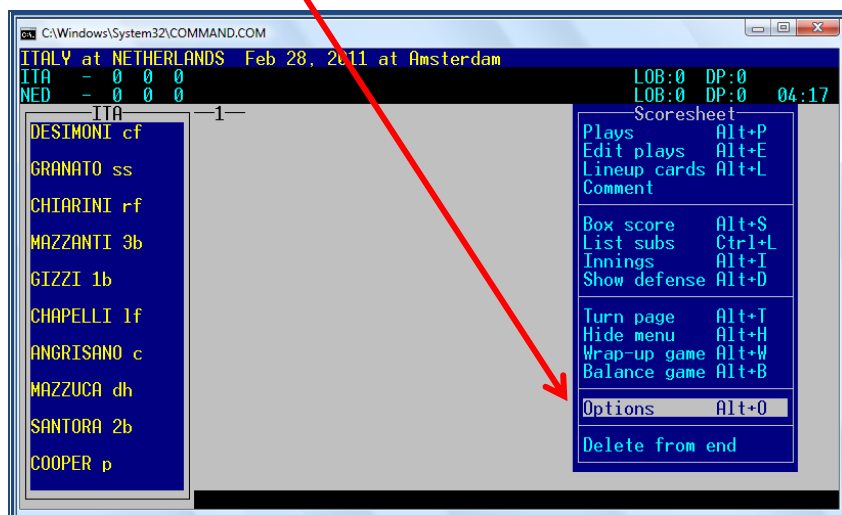 C:\Windows\System32\COMMAND.COM
ITALY at NETHERLANDS Feb 28, 2011 at Amsterdam
ITA - 0 0 0 LOB:0 DP:0
NED - 0 0 0 LOB:0 DP:0 04:17
ITA
1
DESIMONI cf
GRANATO ss
CHIARINI rf
MAZZANTI 3b
GIZZI 1b
CHAPELLI lf
ANGRISANO c
MAZZUCA dh
SANTORA 2b
COOPER p
Scoresheet
Plays Alt+P
Edit plays Alt+E
Lineup cards Alt+L
Comment
Box score Alt+S
List subs Ctrl+L
Innings Alt+I
Show defense Alt+D
Turn page Alt+T
Hide menu Alt+H
Wrap-up game Alt+W
Balance game Alt+B
Options Alt+O
Delete from end